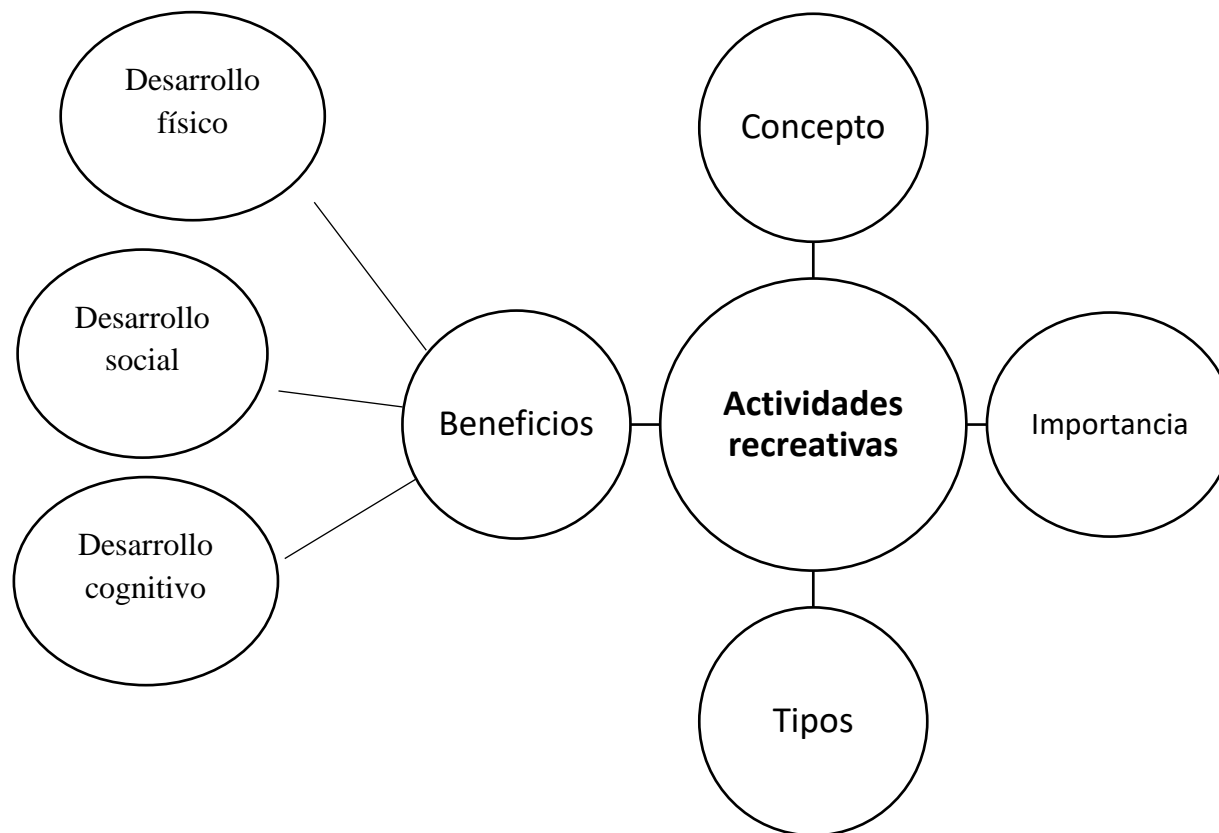 Desarrollo
físico
Concepto
Desarrollo
social
Beneficios
Actividades
recreativas
Importancia
Desarrollo
cognitivo
Tipos